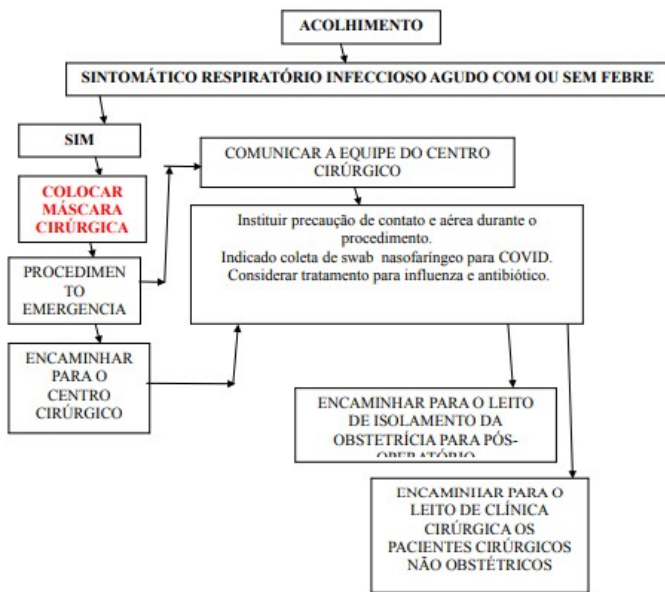 ACOLHIMENTO
SINTOMÁTICO RESPIRATÓRIO INFECCIOSO AGUDO COM OU SEM FEBRE
SIM
COLOCAR
MÁSCARA
CIRÚRGICA
PROCEDIMEN
TO
EMERGENCIA
ENCAMINHAR
PARA O
CENTRO
CIRÚRGICO
COMUNICAR A EQUIPE DO CENTRO
CIRÚRGICO
Instituir precaução de contato e aérea durante o
procedimento.
Indicado coleta de swab nasofaríngeo para COVID.
Considerar tratamento para influenza e antibiótico.
ENCAMINHAR PARA O LEITO
DE ISOLAMENTO DA
OBSTETRÍCIA PARA PÓS-
OPERATÓRIO
ENCAMINHAR PARA O
LEITO DE CLÍNICA
CIRÚRGICA OS
PACIENTES CIRÚRGICOS
NÃO OBSTÉTRICOS